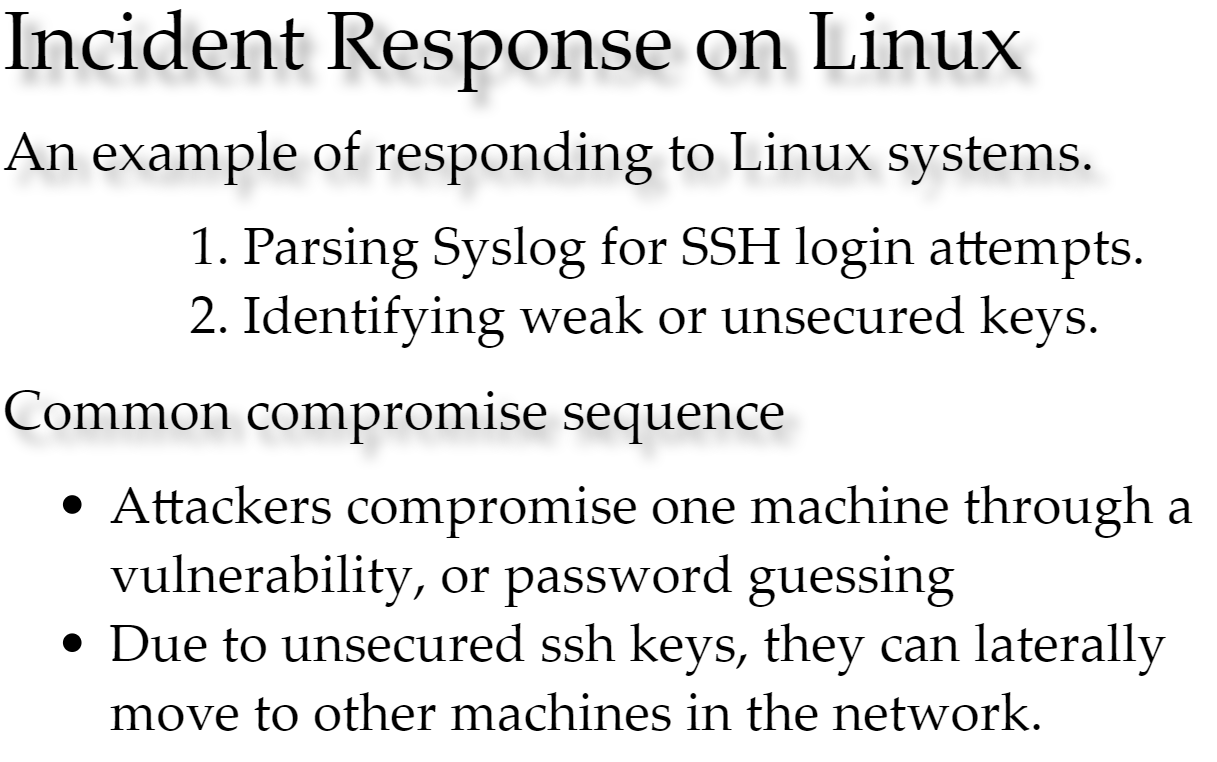 Incident Response on Linux
An example of responding to Linux systems.
1. Parsing Syslog for SSH login attempts.
2. Identifying weak or unsecured keys.
Common compromise sequence
• Attackers compromise one machine through a
vulnerability, or password guessing
• Due to unsecured ssh keys, they can laterally
move to other machines in the network.